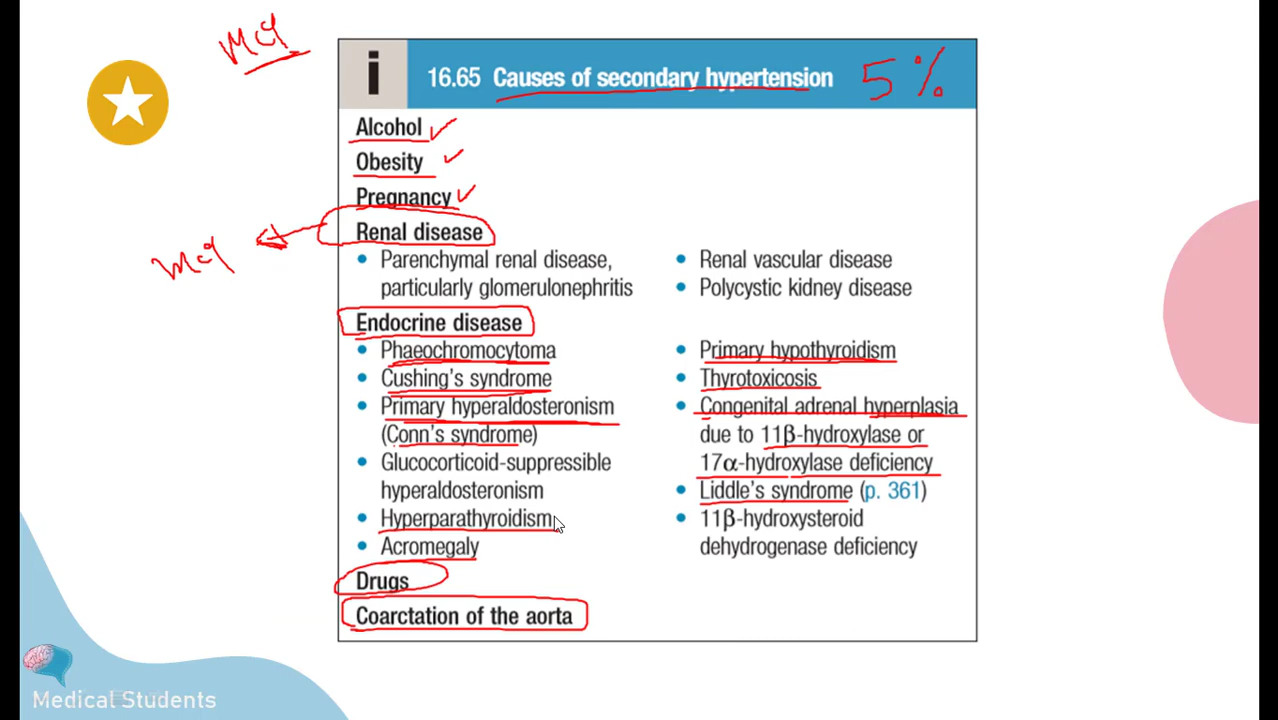 MCQ
i
16.65 Causes of secondary hypertension 5%
Alcohol ✓
Obesity ✓
Pregnancy ✓
Renal disease
MCQ
• Parenchymal renal disease,
particularly glomerulonephritis
• Renal vascular disease
• Polycystic kidney disease
Endocrine disease
• Phaeochromocytoma
• Cushing's syndrome
• Primary hyperaldosteronism
(Conn's syndrome)
• Glucocorticoid-suppressible
hyperaldosteronism
• Hyperparathyroidism
• Acromegaly
• Primary hypothyroidism
• Thyrotoxicosis
• Congenital adrenal hyperplasia
due to 11β-hydroxylase or
17α-hydroxylase deficiency
• Liddle's syndrome (p. 361)
• 11β-hydroxysteroid
dehydrogenase deficiency
Drugs
Coarctation of the aorta
Medical Students